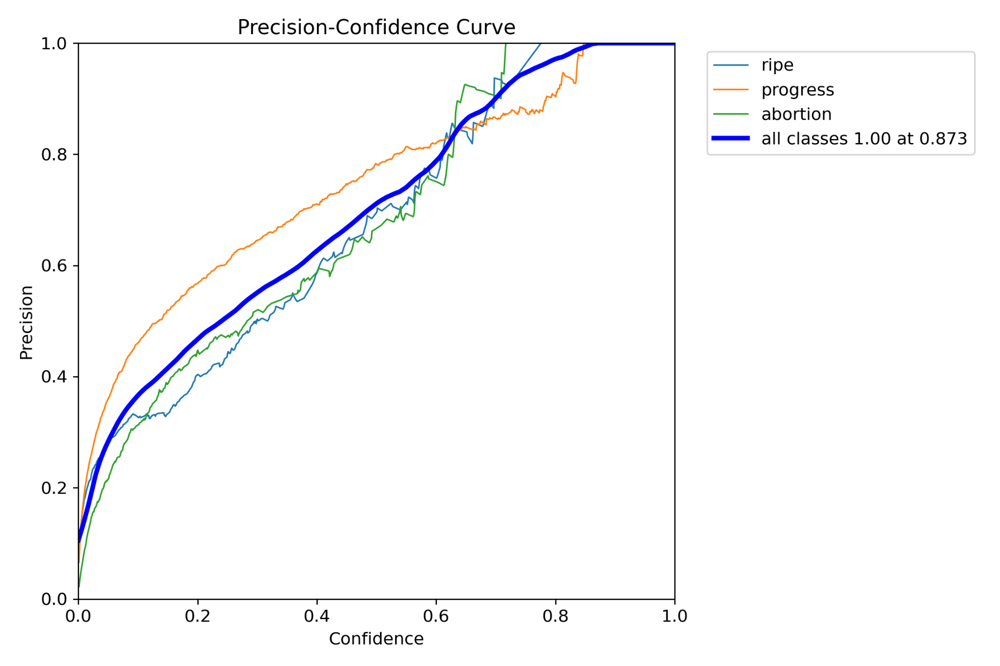 Precision-Confidence Curve
1.0
0.8
0.6
0.4
0.2
0.0
Precision
0.0 0.2 0.4 0.6 0.8 1.0
Confidence
ripe
progress
abortion
all classes 1.00 at 0.873